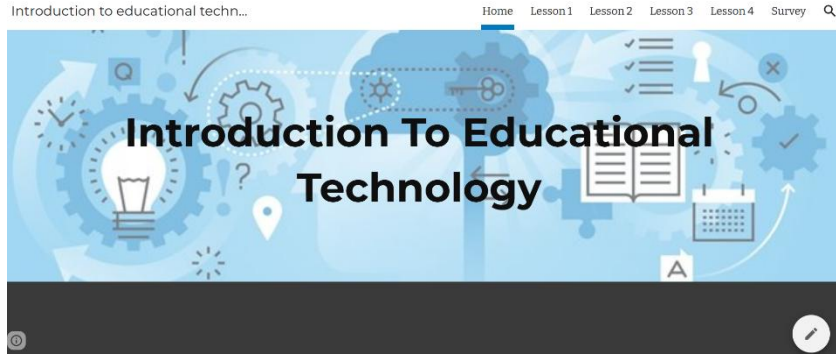 Introduction to educational techn...
Home Lesson 1 Lesson 2 Lesson 3 Lesson 4 Survey
Introduction To Educational
Technology
Q
?
A